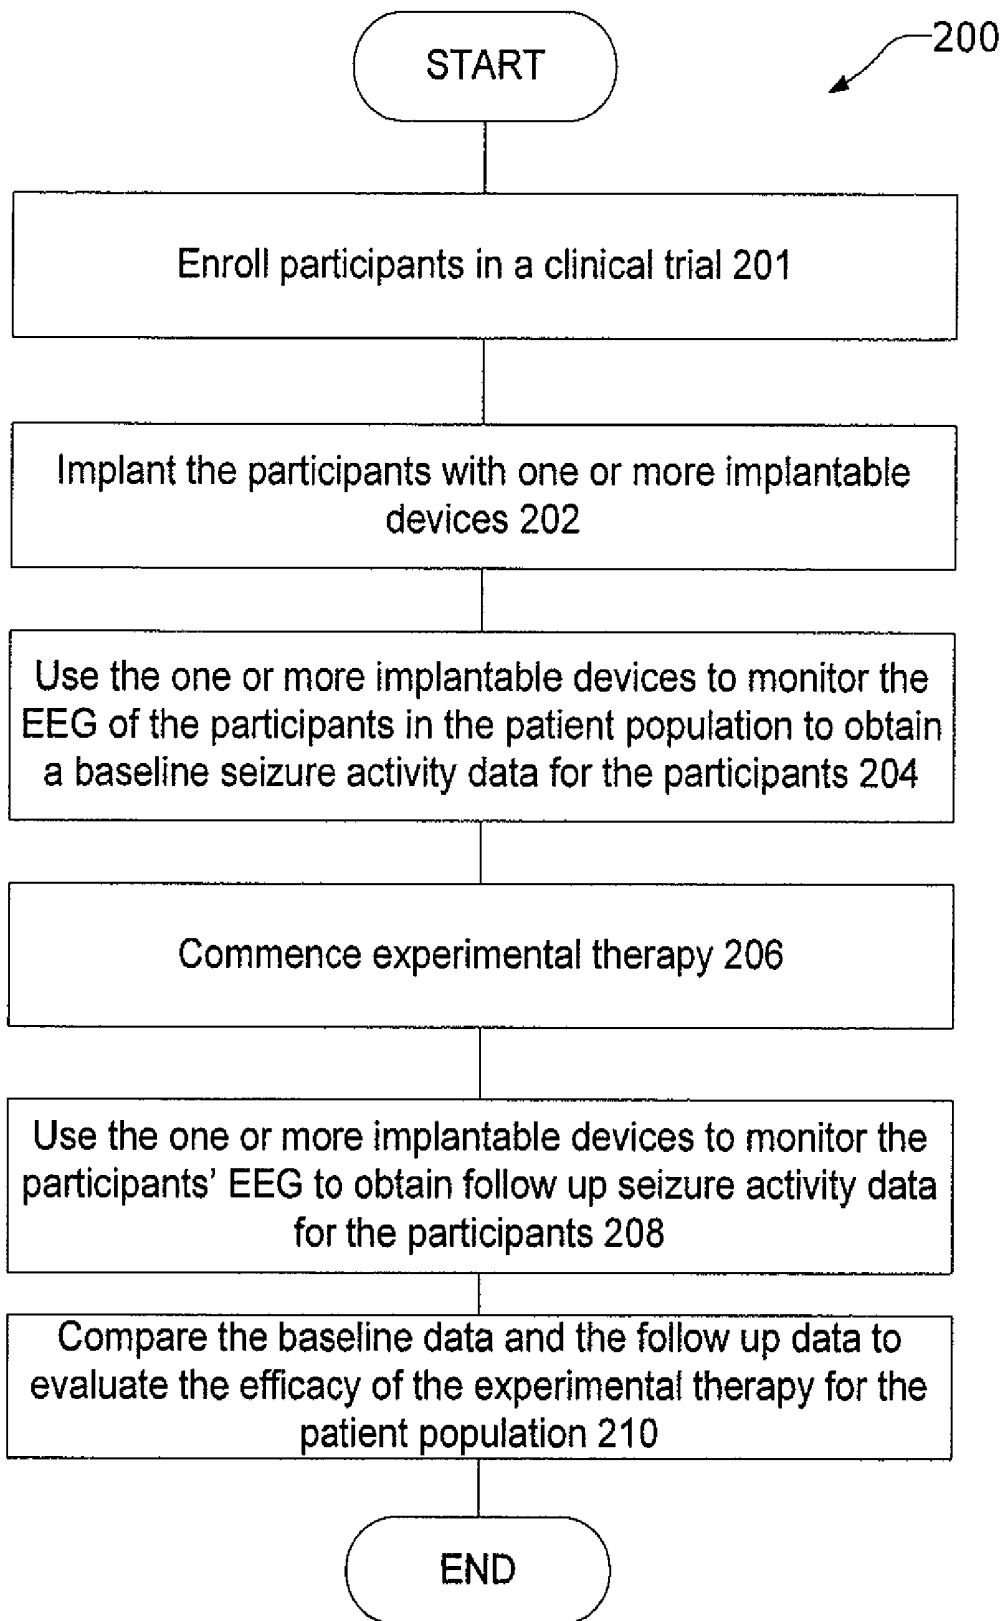 START
200
Enroll participants in a clinical trial 201
Implant the participants with one or more implantable
devices 202
Use the one or more implantable devices to monitor the
EEG of the participants in the patient population to obtain
a baseline seizure activity data for the participants 204
Commence experimental therapy 206
Use the one or more implantable devices to monitor the
participants’ EEG to obtain follow up seizure activity data
for the participants 208
Compare the baseline data and the follow up data to
evaluate the efficacy of the experimental therapy for the
patient population 210
END